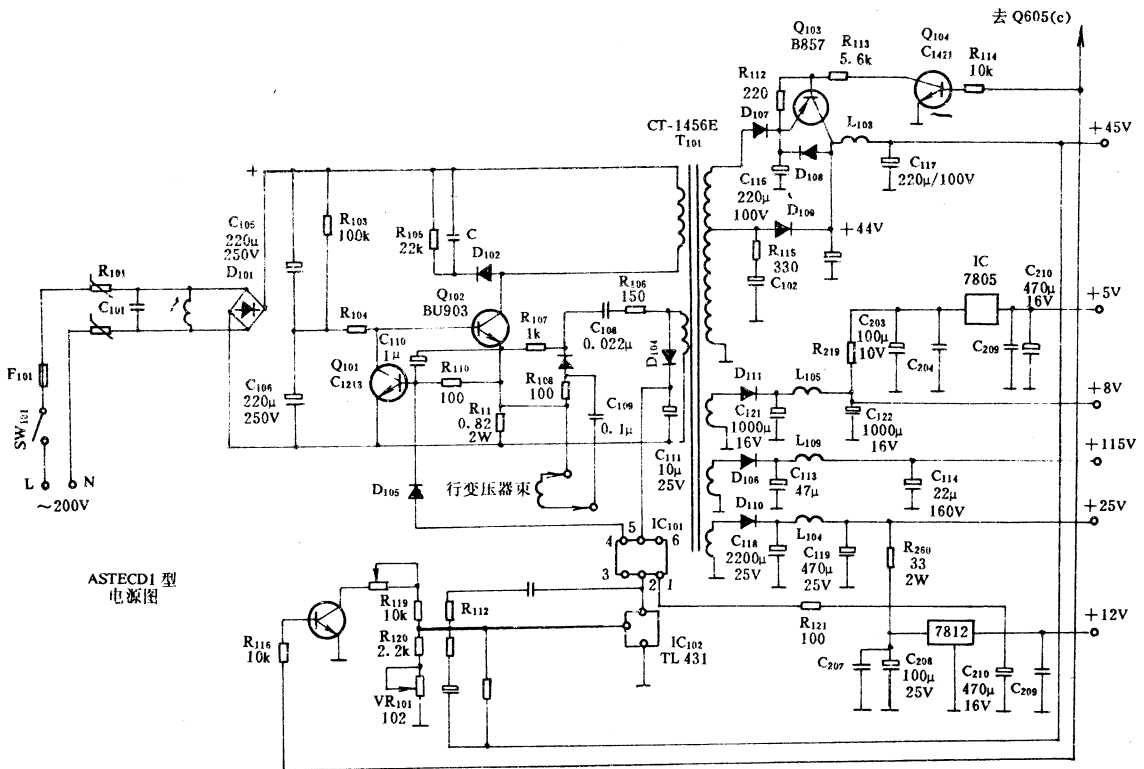 去 Q605(c)
Q103
B857
R113
5.6k
Q104
C1421
R114
10k
R112
220
D107
CT-1456E
T101
L103
+45V
C117
220μ/100V
D108
C116
220μ
100V
D109
+44V
R115
330
C102
+
C105
220μ
250V
D101
R103
100k
R105
22k
C
D102
R101
C101
Q102
BU903
R106
150
R107
1k
C108
0.022μ
D104
R104
C110
1μ
Q101
C1213
R110
100
R108
100
C109
0.1μ
R11
0.82
2W
C106
220μ
250V
F101
SW101
L
N
~200V
C111
10μ
25V
D105
行变压器束
IC
7805
C210
470μ
16V
+5V
C203
100μ
10V
C204
C209
R219
D111
L105
+8V
C121
1000μ
16V
C122
1000μ
16V
L109
+115V
D106
C113
47μ
C114
22μ
160V
D110
L104
+25V
C118
2200μ
25V
C119
470μ
25V
R260
33
2W
IC101
4
5
6
3
2
1
ASTECD1 型
电源图
R119
10k
R112
R120
2.2k
R116
10k
VR101
102
IC102
TL431
R121
100
7812
+12V
C207
C208
100μ
25V
C210
470μ
16V
C209